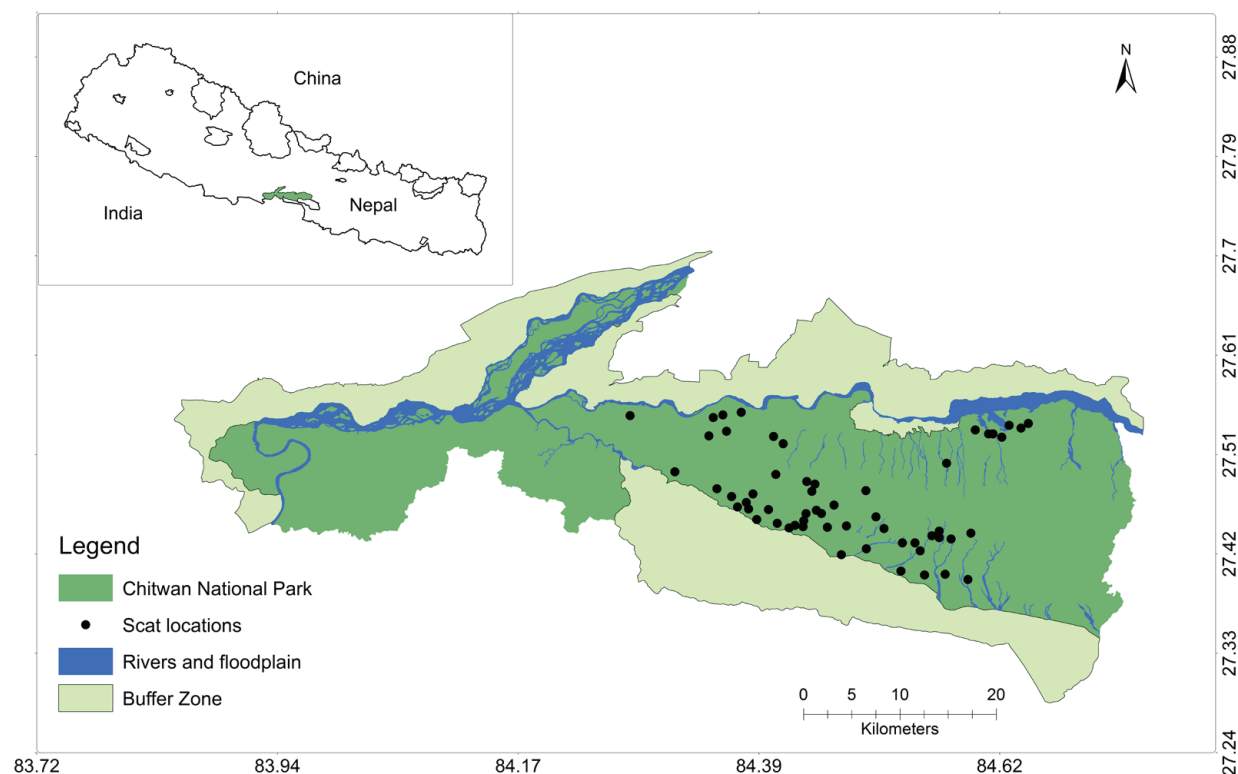 China
India
Nepal
N
Legend
Chitwan National Park
Scat locations
Rivers and floodplain
Buffer Zone
0 5 10 20
Kilometers
27.88
27.79
27.7
27.61
27.51
27.42
27.33
27.24
83.72 83.94 84.17 84.39 84.62